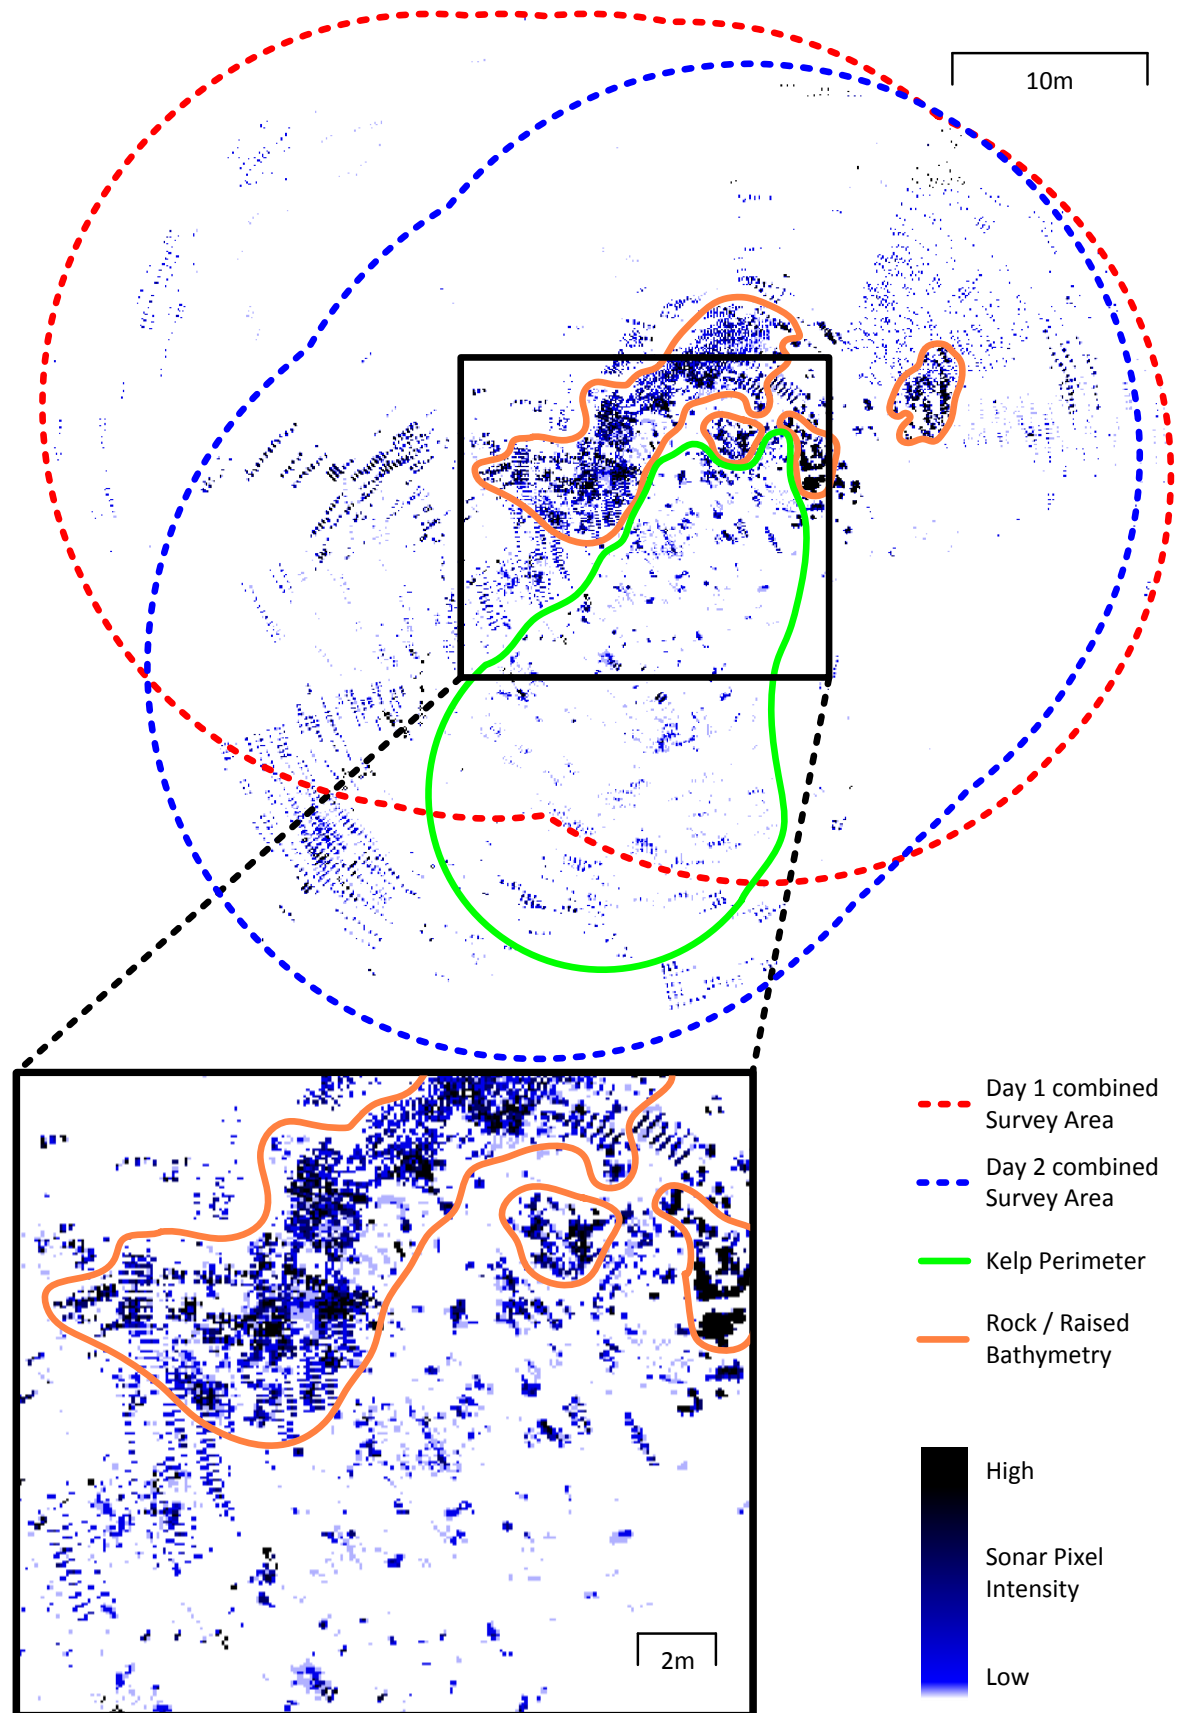 10m
Day 1 combined
Survey Area
Day 2 combined
Survey Area
Kelp Perimeter
Rock / Raised
Bathymetry
High
Sonar Pixel
Intensity
Low
2m